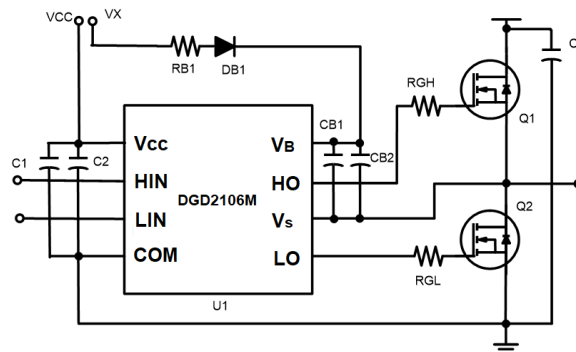 VCC VX
RB1 DB1
RGH
Q1
C
C1 C2
Vcc VB
CB1
CB2
HIN HO
DGD2106M
LIN Vs
Q2
COM LO
RGL
U1